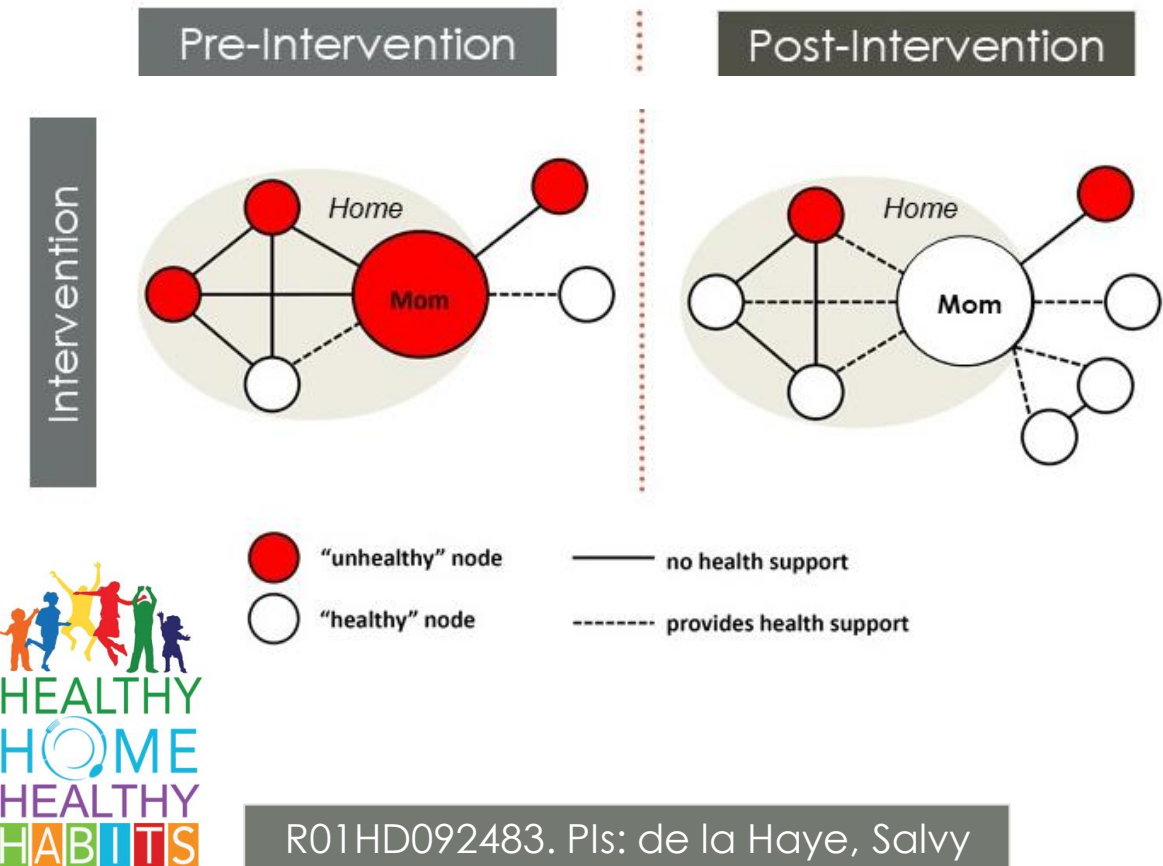 Pre-Intervention
Post-Intervention
Intervention
Home
Mom
Home
Mom
"unhealthy" node
no health support
"healthy" node
provides health support
HEALTHY
HOME
HEALTHY
HABITS
R01HD092483. PIs: de la Haye, Salvy